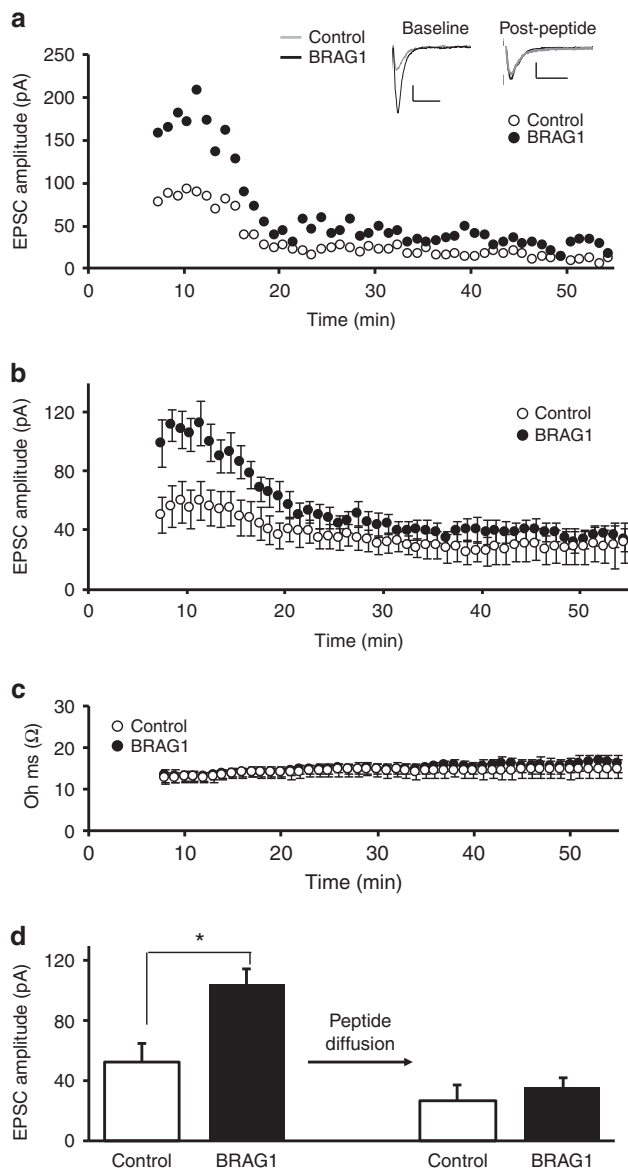 a
Control
BRAG1
Baseline
Post-peptide
Control
BRAG1
EPSC amplitude (pA)
250
200
150
100
50
0
0 10 20 30 40 50
Time (min)
b
Control
BRAG1
EPSC amplitude (pA)
120
80
40
0
0 10 20 30 40 50
Time (min)
c
Control
BRAG1
Oh ms (Ω)
30
20
10
0
0 10 20 30 40 50
Time (min)
d
*
EPSC amplitude (pA)
120
80
40
0
Peptide
diffusion
Control BRAG1 Control BRAG1